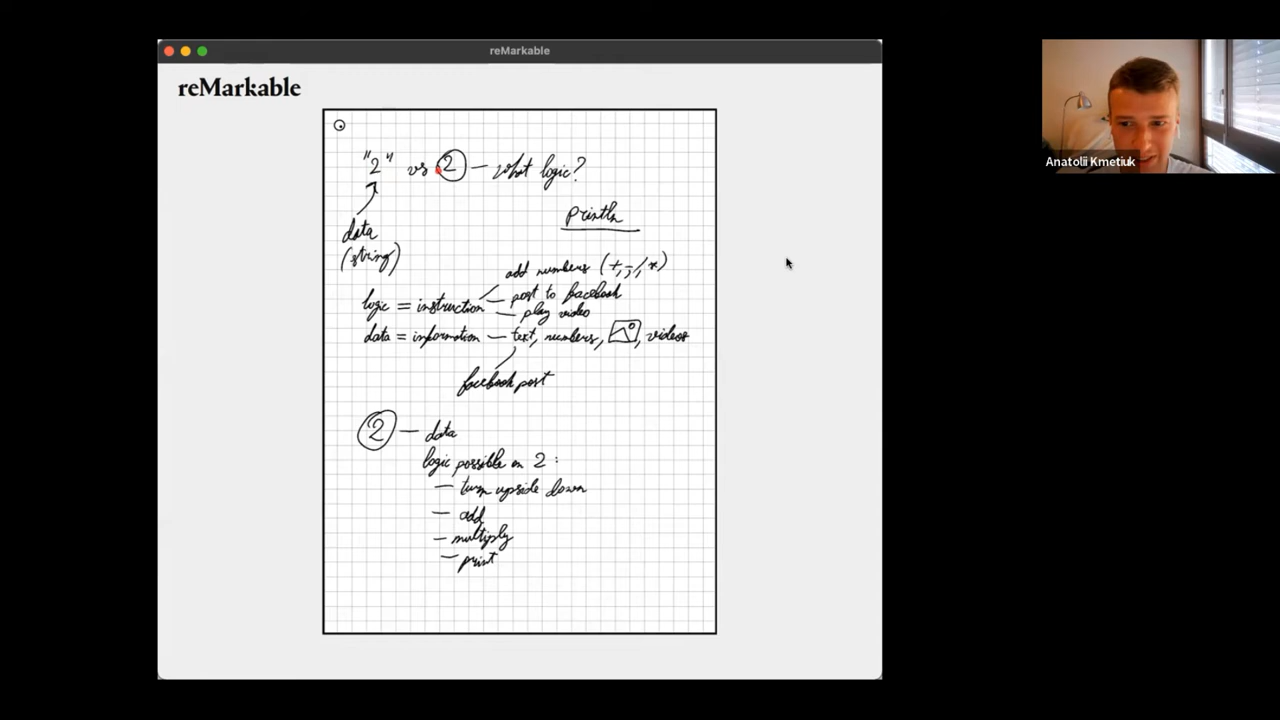 reMarkable
reMarkable
Anatolii Kmetiuk
"2" vs 2 — what logic?
println
data
(string)
add numbers (+,-,/,*)
logic = instruction — post to facebook
— play video
data = information — text, numbers, , videos
facebook post
2 — data
logic possible on 2 :
— turn upside down
— add
— multiply
— print